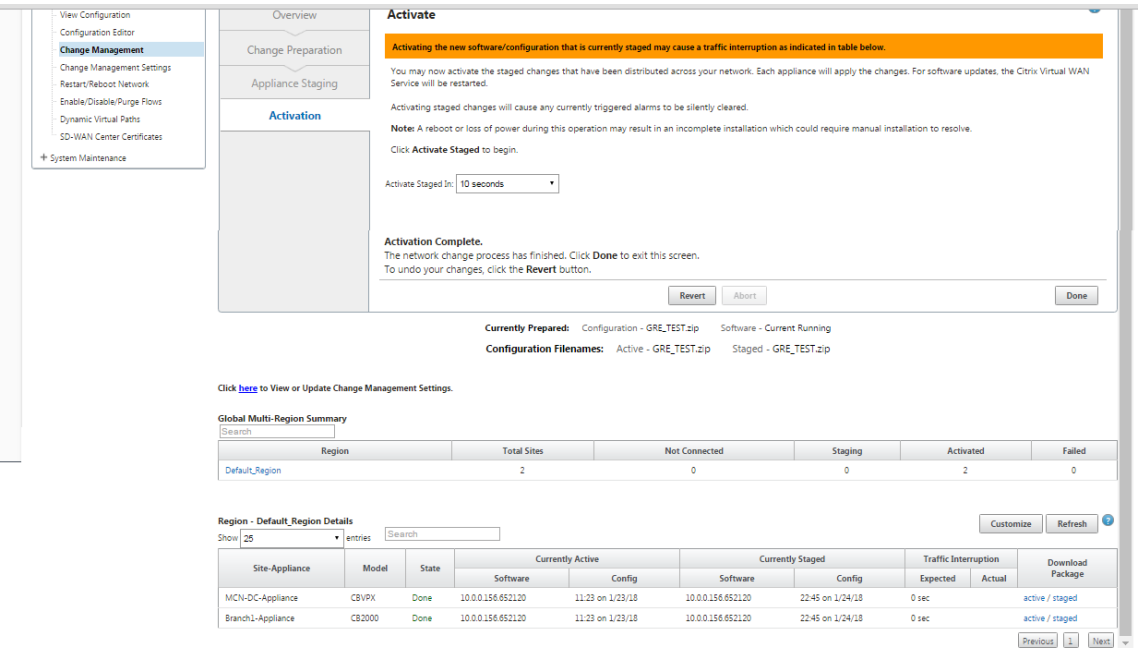 View Configuration
Configuration Editor
Change Management
Change Management Settings
Restart/Reboot Network
Enable/Disable/Purge Flows
Dynamic Virtual Paths
SD-WAN Center Certificates
+ System Maintenance
Overview
Change Preparation
Appliance Staging
Activation
Activate
Activating the new software/configuration that is currently staged may cause a traffic interruption as indicated in table below.
You may now activate the staged changes that have been distributed across your network. Each appliance will apply the changes. For software updates, the Citrix Virtual WAN
Service will be restarted.
Activating staged changes will cause any currently triggered alarms to be silently cleared.
Note: A reboot or loss of power during this operation may result in an incomplete installation which could require manual installation to resolve.
Click Activate Staged to begin.
Activate Staged In: 10 seconds
Activation Complete.
The network change process has finished. Click Done to exit this screen.
To undo your changes, click the Revert button.
Revert Abort Done
Currently Prepared: Configuration - GRE_TEST.zip Software - Current Running
Configuration Filenames: Active - GRE_TEST.zip Staged - GRE_TEST.zip
Click here to View or Update Change Management Settings.
Global Multi-Region Summary
Search
Region Total Sites Not Connected Staging Activated Failed
Default_Region 2 0 0 2 0
Region - Default_Region Details
Customize Refresh ?
Show 25 entries Search
Site-Appliance Model State Currently Active Currently Staged Traffic Interruption Download Package
Software Config Software Config Expected Actual
MCN-DC-Appliance CBVPX Done 10.0.0.156.652120 11:23 on 1/23/18 10.0.0.156.652120 22:45 on 1/24/18 0 sec active / staged
Branch1-Appliance CB2000 Done 10.0.0.156.652120 11:23 on 1/23/18 10.0.0.156.652120 22:45 on 1/24/18 0 sec active / staged
Previous 1 Next